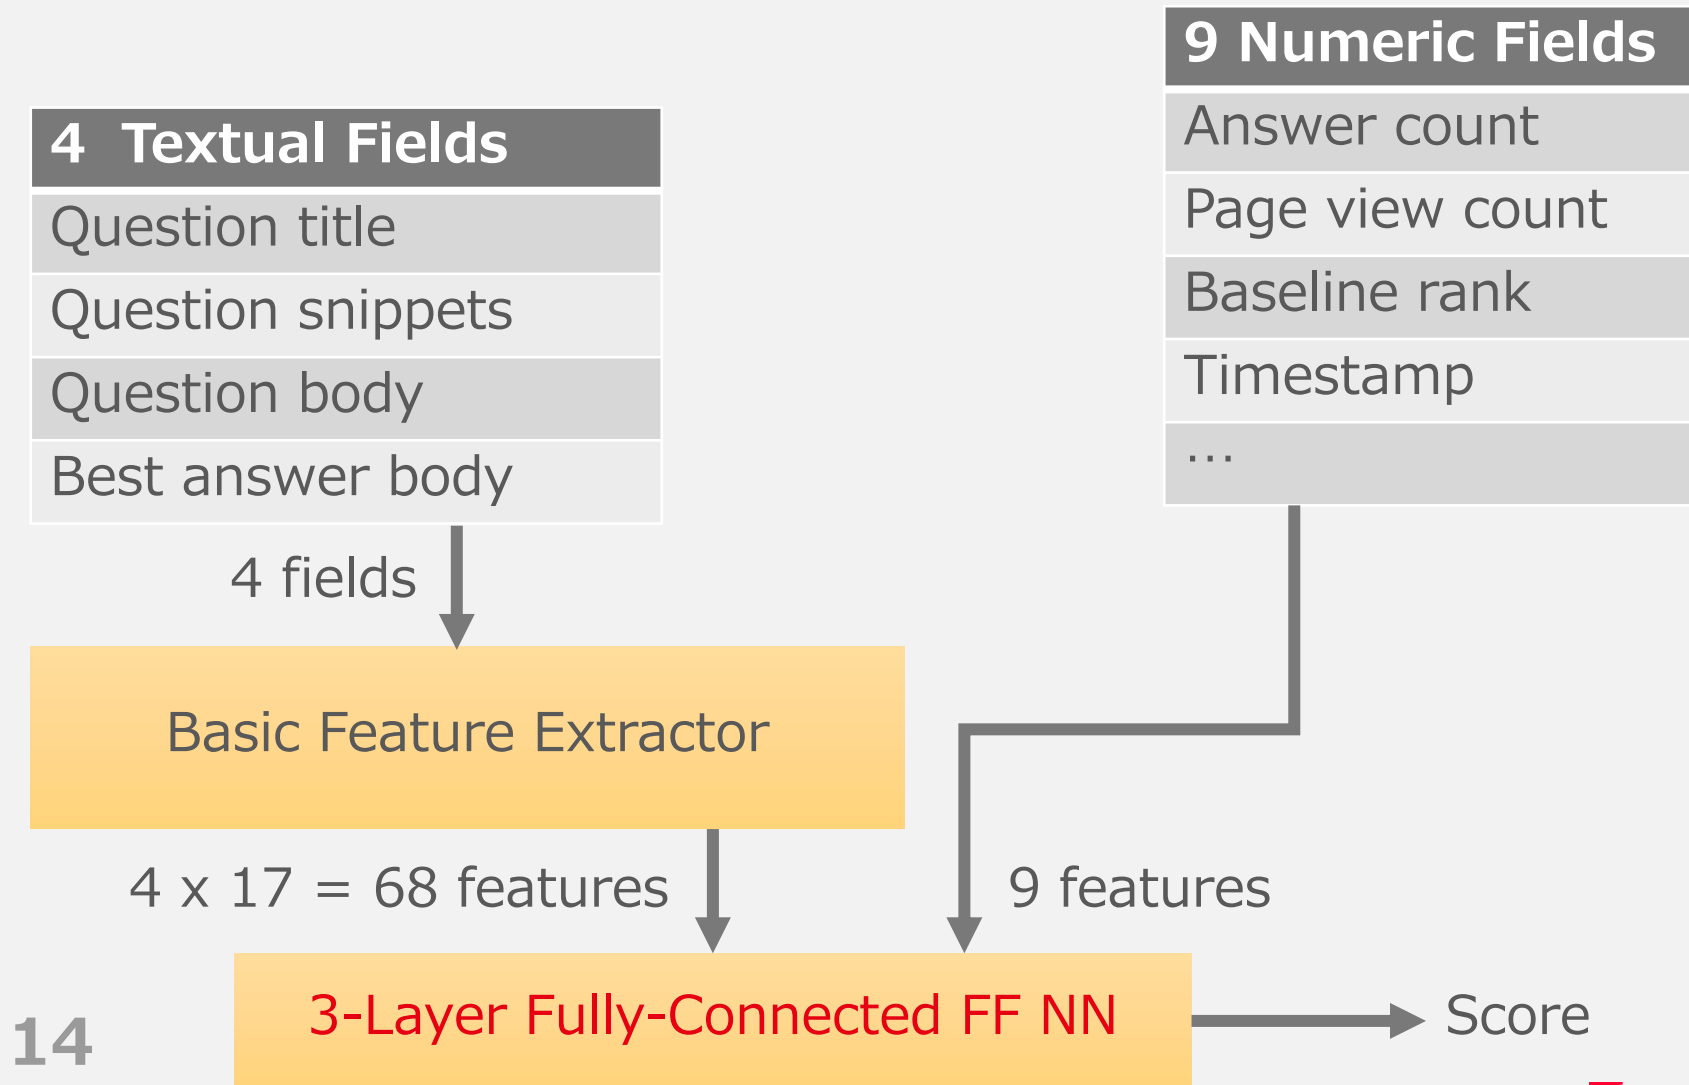 4 Textual Fields
Question title
Question snippets
Question body
Best answer body
9 Numeric Fields
Answer count
Page view count
Baseline rank
Timestamp
…
4 fields
Basic Feature Extractor
4 x 17 = 68 features
9 features
3-Layer Fully-Connected FF NN
Score
14